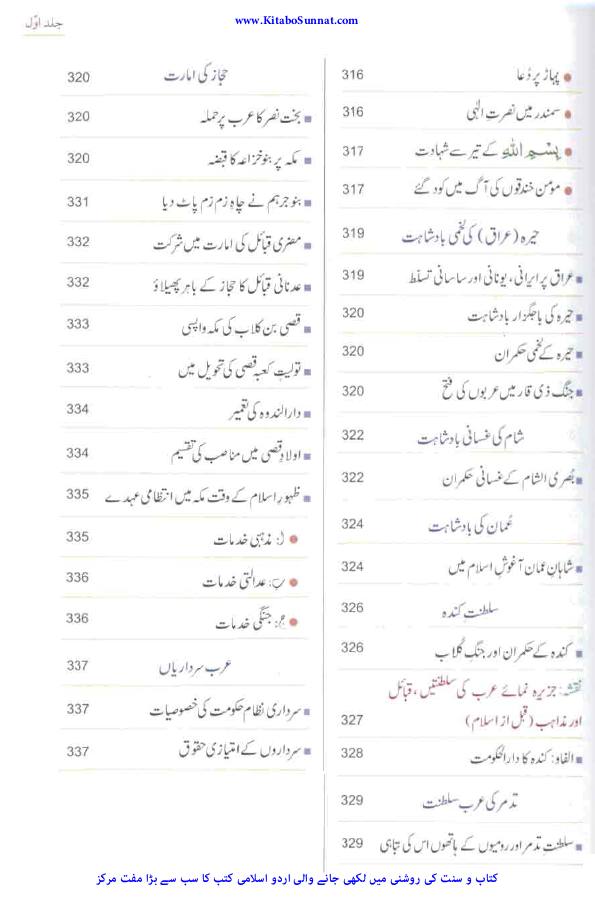 www.KitaboSunnat.com
جلد اوّل
پہاڑ پر دُعا 316
سمندر میں نصرتِ الٰہی 316
بِسْمِ اللهِ کے تیر سے شہادت 317
مومن خندقوں کی آگ میں کود گئے 317
حیرہ (عراق) کی لخمی بادشاہت 319
عراق پر ایرانی، یونانی اور ساسانی تسلّط 319
حیرہ کی باجگزار بادشاہت 320
حیرہ کے لخمی حکمران 320
جنگ ذی قار میں عربوں کی فتح 320
شام کی غسانی بادشاہت 322
بُصریٰ الشام کے غسانی حکمران 322
عُمان کی بادشاہت 324
شاہانِ عمان آغوشِ اسلام میں 324
سلطنتِ کندہ 326
کندہ کے حکمران اور جنگِ کُلاب 326
نقشہ: جزیرہ نمائے عرب کی سلطنتیں، قبائل
اور مذاہب (قبل از اسلام) 327
الفاو: کندہ کا دارالحکومت 328
تدمر کی عرب سلطنت 329
سلطنتِ تدمر اور رومیوں کے ہاتھوں اس کی تباہی 329
حجاز کی امارت 320
بخت نصر کا عرب پر حملہ 320
مکہ پر بنو خزاعہ کا قبضہ 320
بنو جرہم نے چاہِ زم زم پاٹ دیا 331
مضری قبائل کی امارت میں شرکت 332
عدنانی قبائل کا حجاز کے باہر پھیلاؤ 332
قصی بن کلاب کی مکہ واپسی 333
تولیتِ کعبہ قصی کی تحویل میں 333
دارالندوہ کی تعمیر 334
اولادِ قصی میں مناصب کی تقسیم 334
ظہورِ اسلام کے وقت مکہ میں انتظامی عہدے 335
ا: مذہبی خدمات 335
ب: عدالتی خدمات 336
ج: جنگی خدمات 336
عرب سرداریاں 337
سرداری نظام حکومت کی خصوصیات 337
سرداروں کے امتیازی حقوق 337
کتاب و سنت کی روشنی میں لکھی جانے والی اردو اسلامی کتب کا سب سے بڑا مفت مرکز